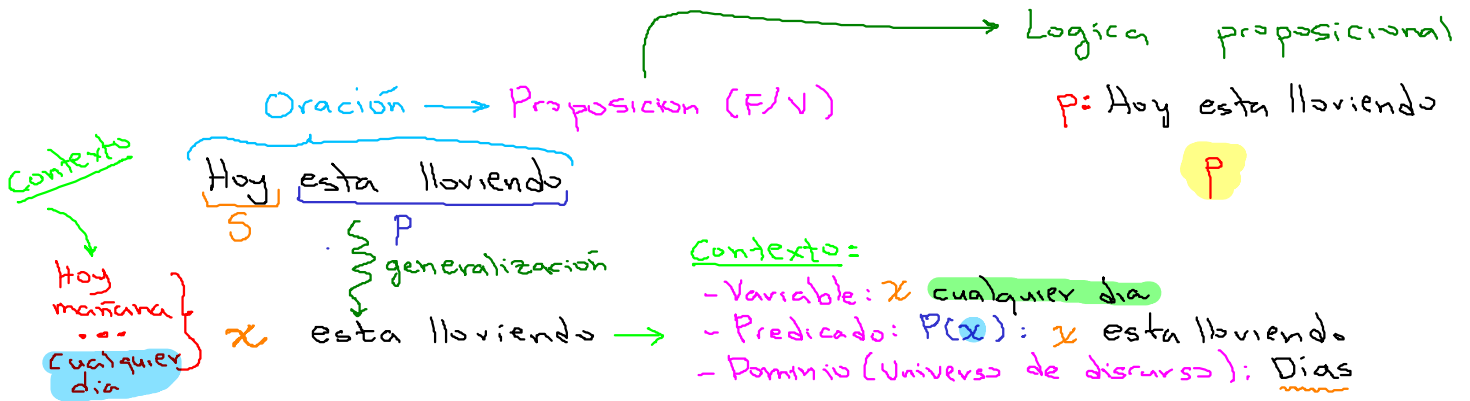 Logica proposicional
Oración → Proposicion (F/V)
p: Hoy esta lloviendo
p
Contexto
Hoy esta lloviendo
S P
generalización
Hoy
mañana
...
Cualquier
dia
x esta lloviendo →
Contexto:
- Variable: x cualquier dia
- Predicado: P(x): x esta lloviendo
- Dominio (Universo de discurso): Días